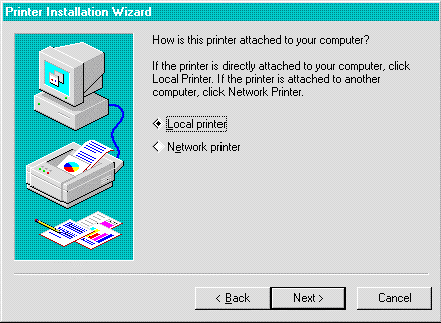 Printer Installation Wizard
How is this printer attached to your computer?
If the printer is directly attached to your computer, click
Local Printer. If the printer is attached to another
computer, click Network Printer.
Local printer
Network printer
< Back
Next >
Cancel